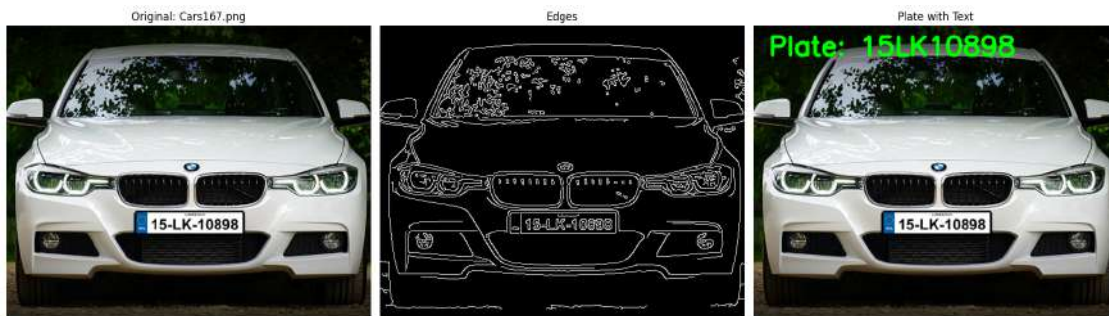 Original: Cars167.png
Edges
Plate with Text
15-LK-10898
15-LK-10898
Plate: 15LK10898
15-LK-10898